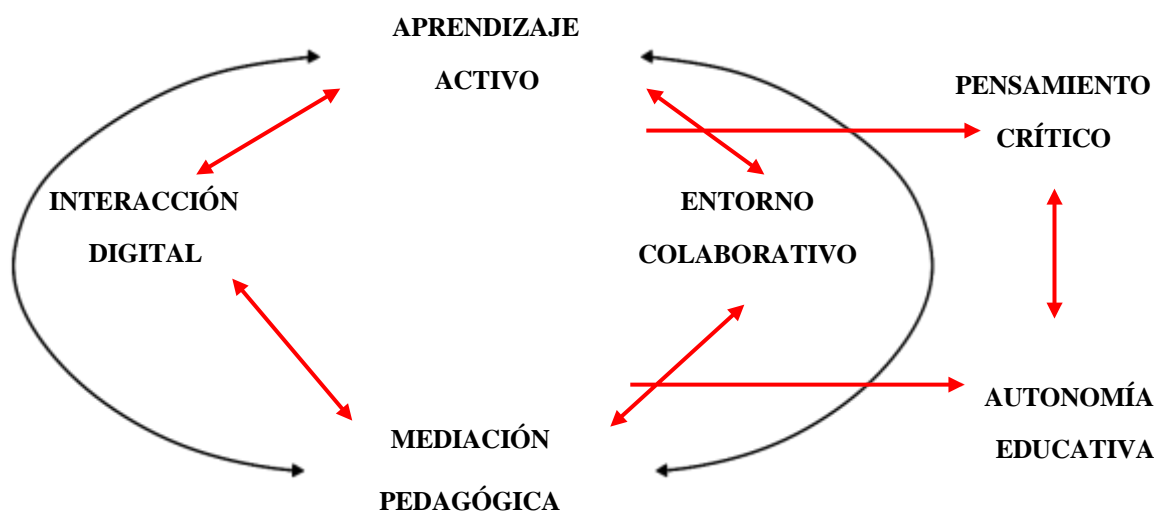 APRENDIZAJE
ACTIVO
PENSAMIENTO
CRÍTICO
INTERACCIÓN
DIGITAL
ENTORNO
COLABORATIVO
MEDIACIÓN
PEDAGÓGICA
AUTONOMÍA
EDUCATIVA